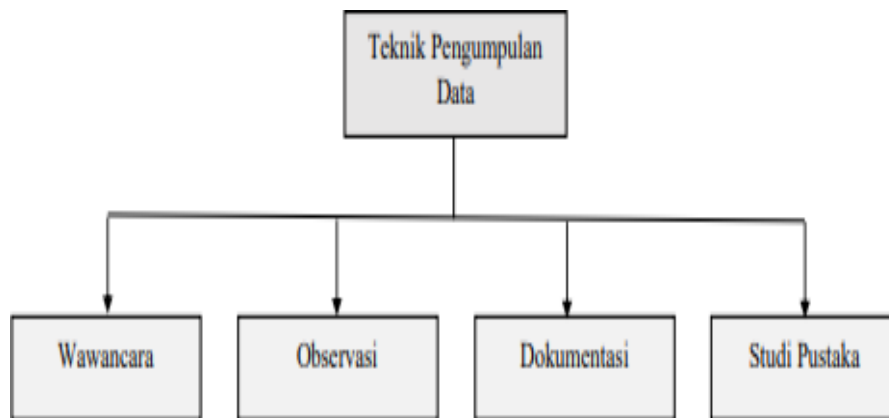 Teknik Pengumpulan
Data
Wawancara
Observasi
Dokumentasi
Studi Pustaka